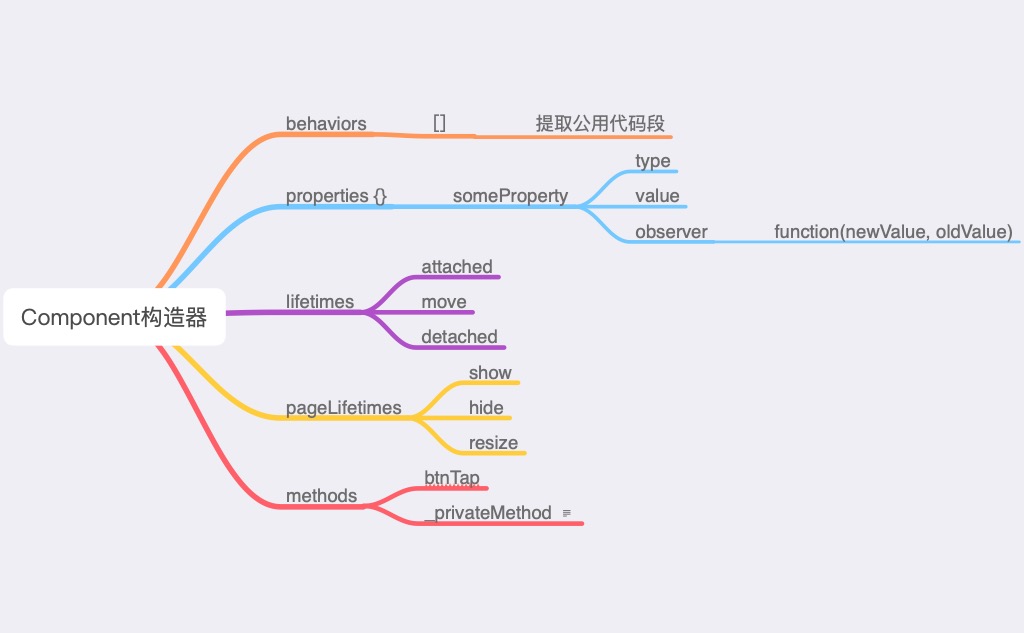 behaviors [] 提取公用代码段
type
properties {} someProperty value
observer function(newValue, oldValue)
attached
lifetimes move
detached
Component构造器
show
pageLifetimes hide
resize
btnTap
methods
_privateMethod